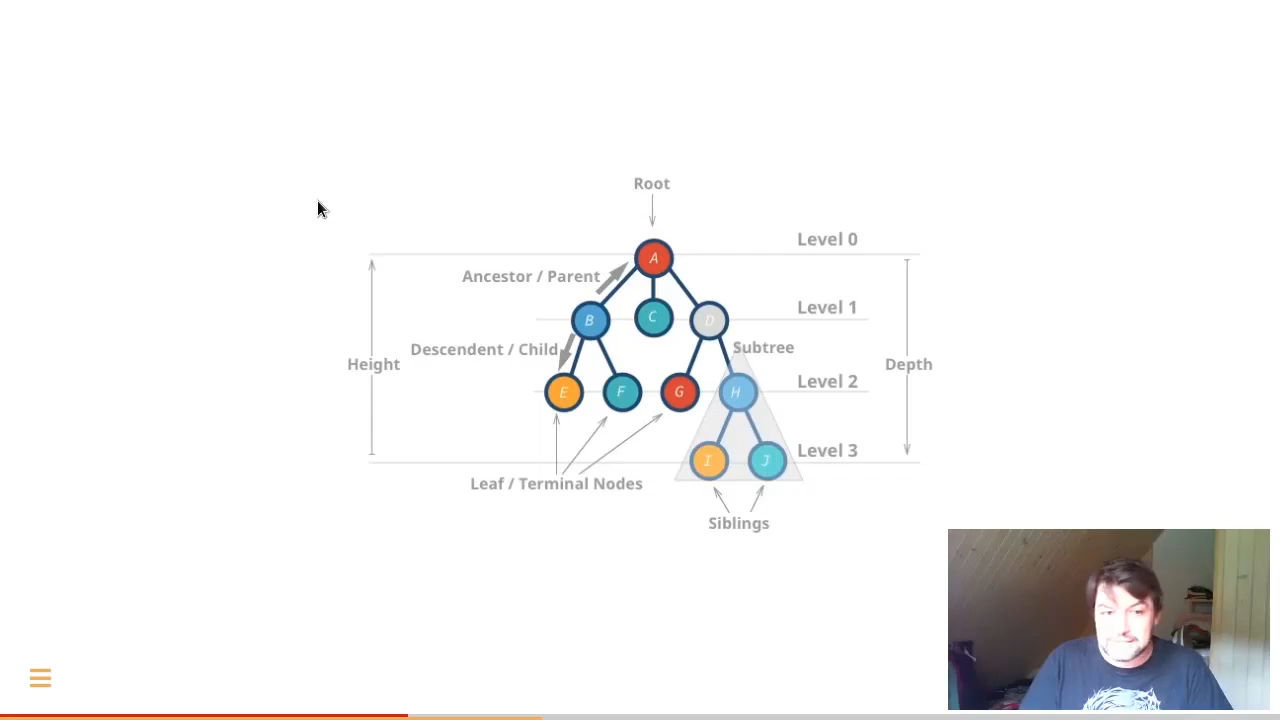 Root
Level 0
A
Ancestor / Parent
Level 1
B
C
D
Descendent / Child
Subtree
Height
Depth
Level 2
E
F
G
H
Level 3
I
J
Leaf / Terminal Nodes
Siblings